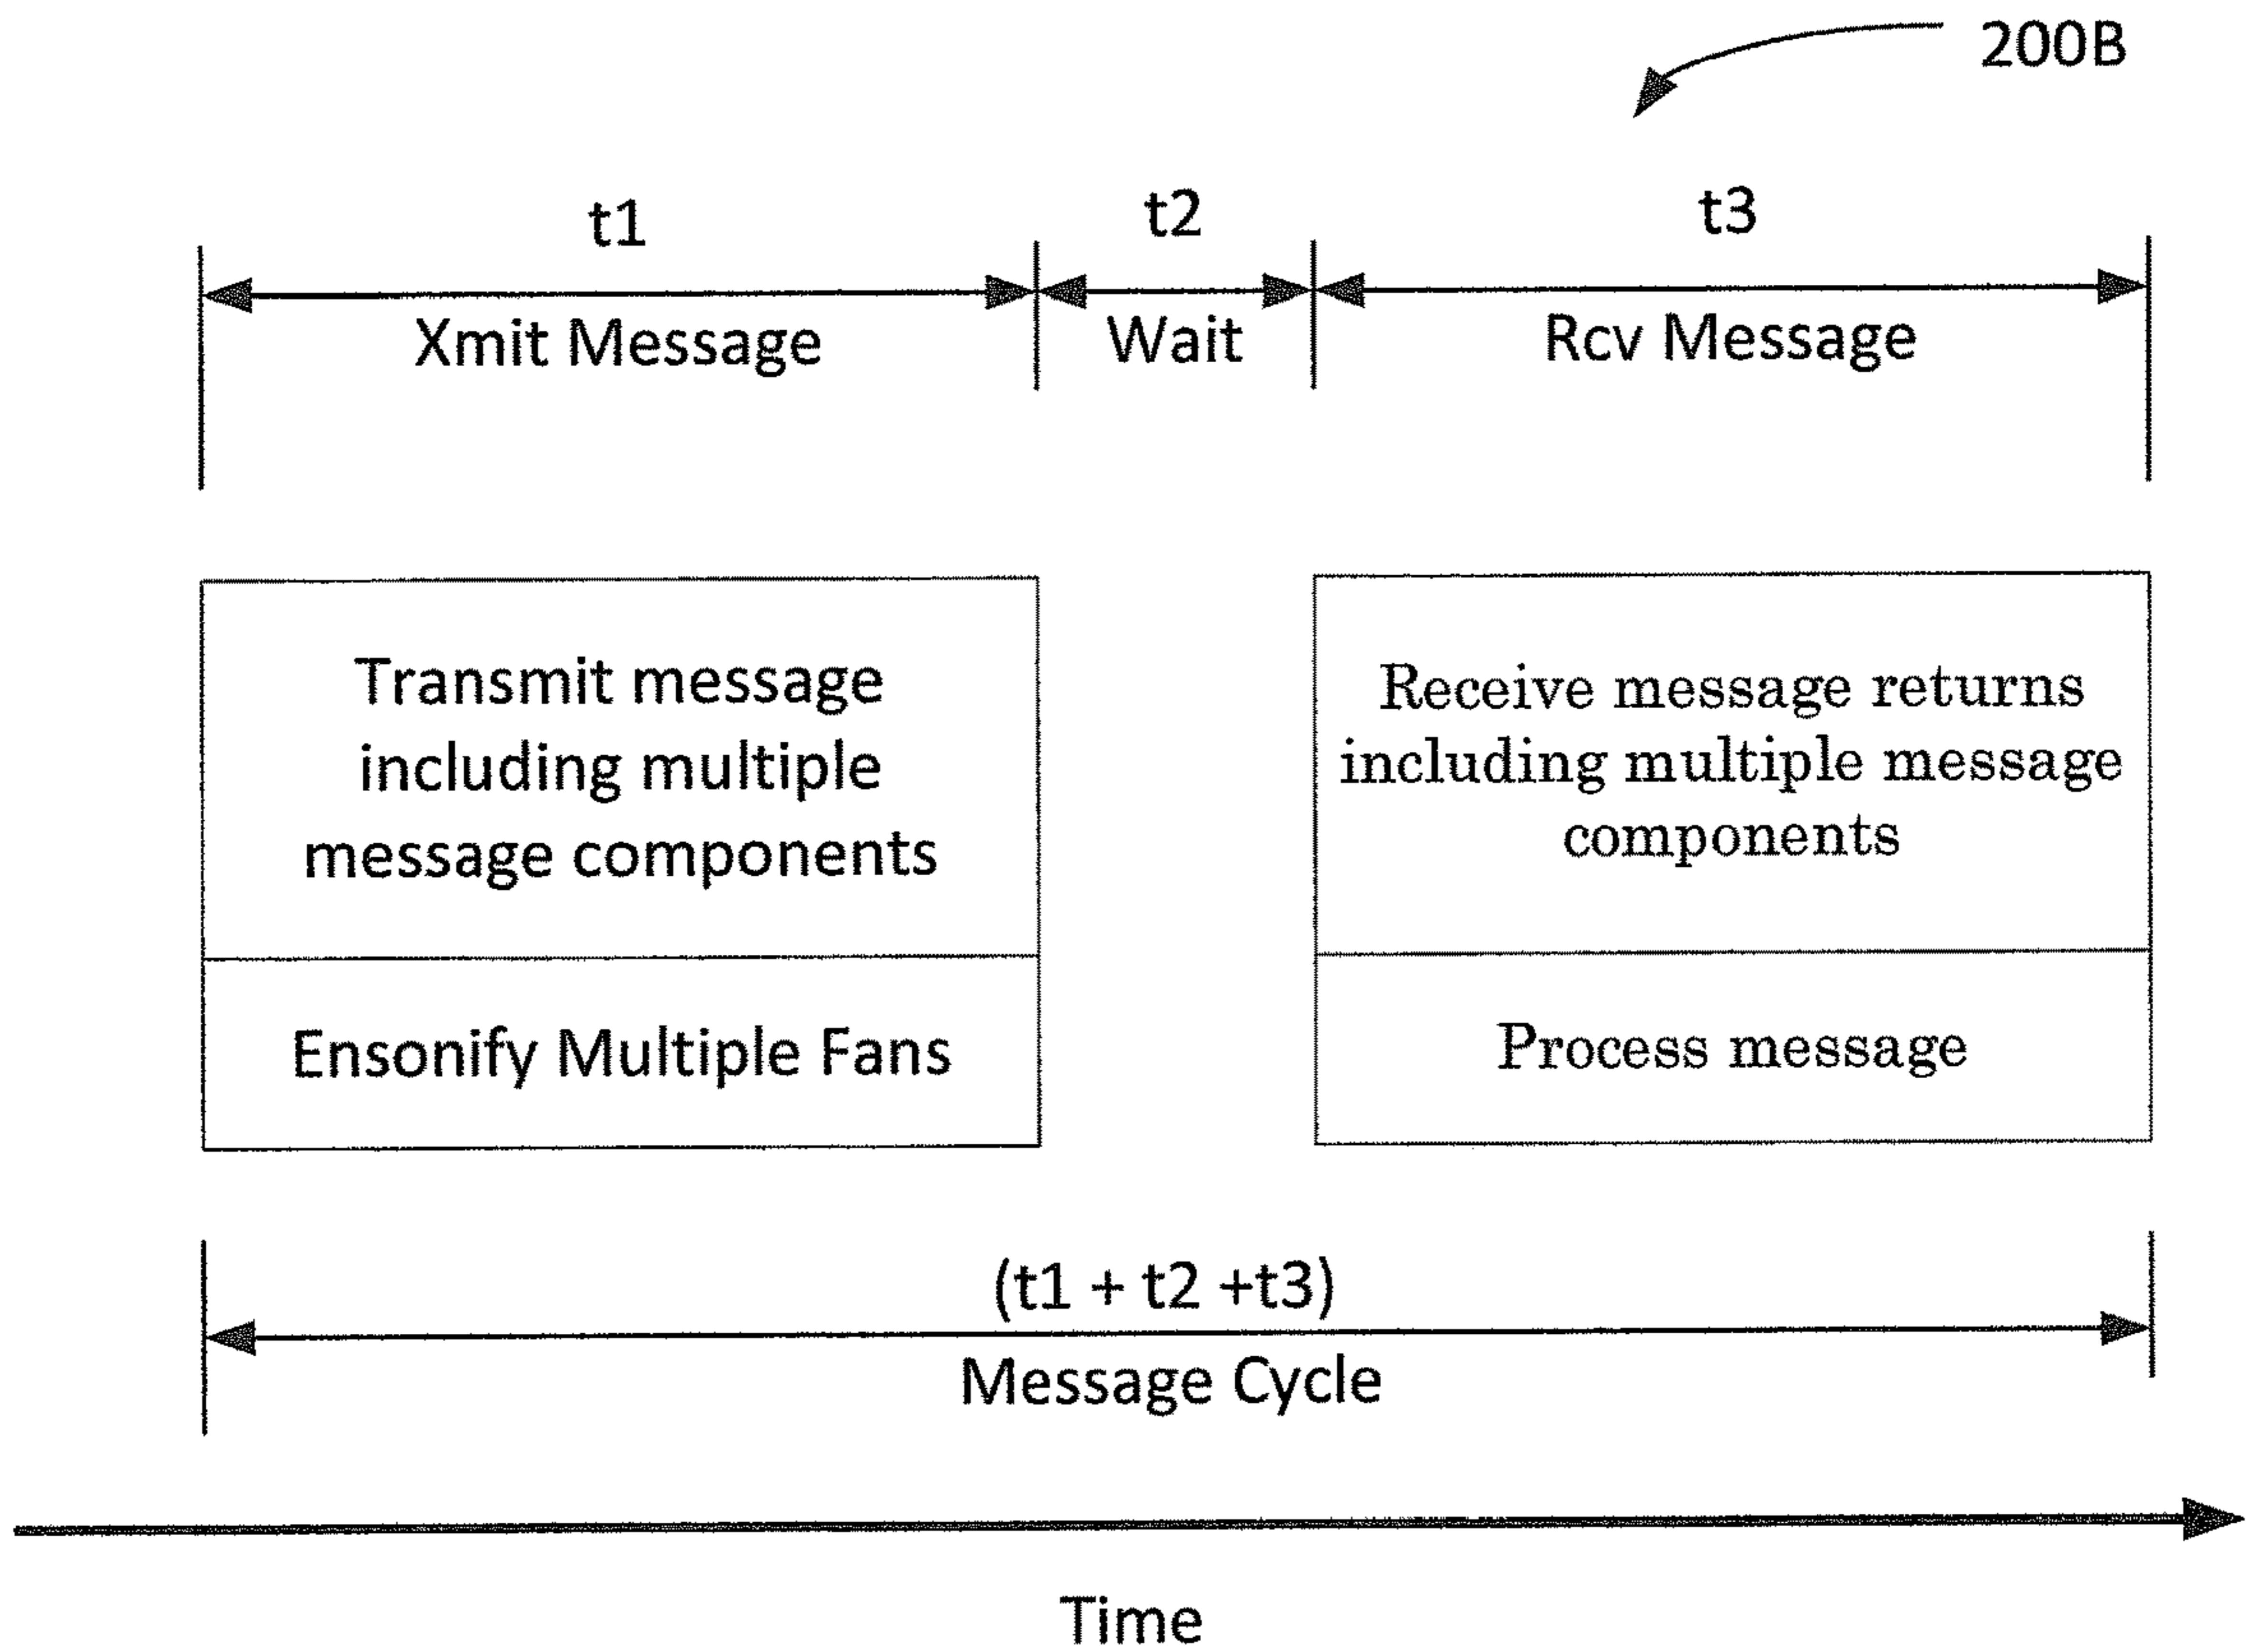 200B
t1
t2
t3
Xmit Message
Wait
Rcv Message
Transmit message
including multiple
message components
Ensonify Multiple Fans
Receive message returns
including multiple message
components
Process message
(t1 + t2 +t3)
Message Cycle
Time